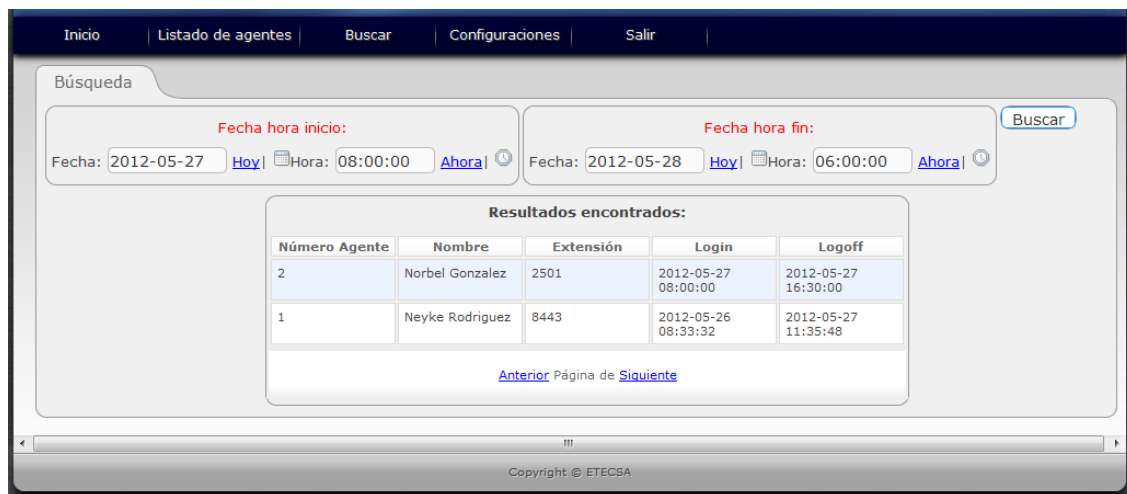 Inicio Listado de agentes Buscar Configuraciones Salir
Búsqueda
Fecha hora inicio:
Fecha: 2012-05-27 Hoy| Hora: 08:00:00 Ahora|
Fecha hora fin:
Fecha: 2012-05-28 Hoy| Hora: 06:00:00 Ahora|
Buscar
Resultados encontrados:
Número Agente Nombre Extensión Login Logoff
2 Norbel Gonzalez 2501 2012-05-27 08:00:00 2012-05-27 16:30:00
1 Neyke Rodriguez 8443 2012-05-26 08:33:32 2012-05-27 11:35:48
Anterior Página de Siguiente
Copyright © ETECSA